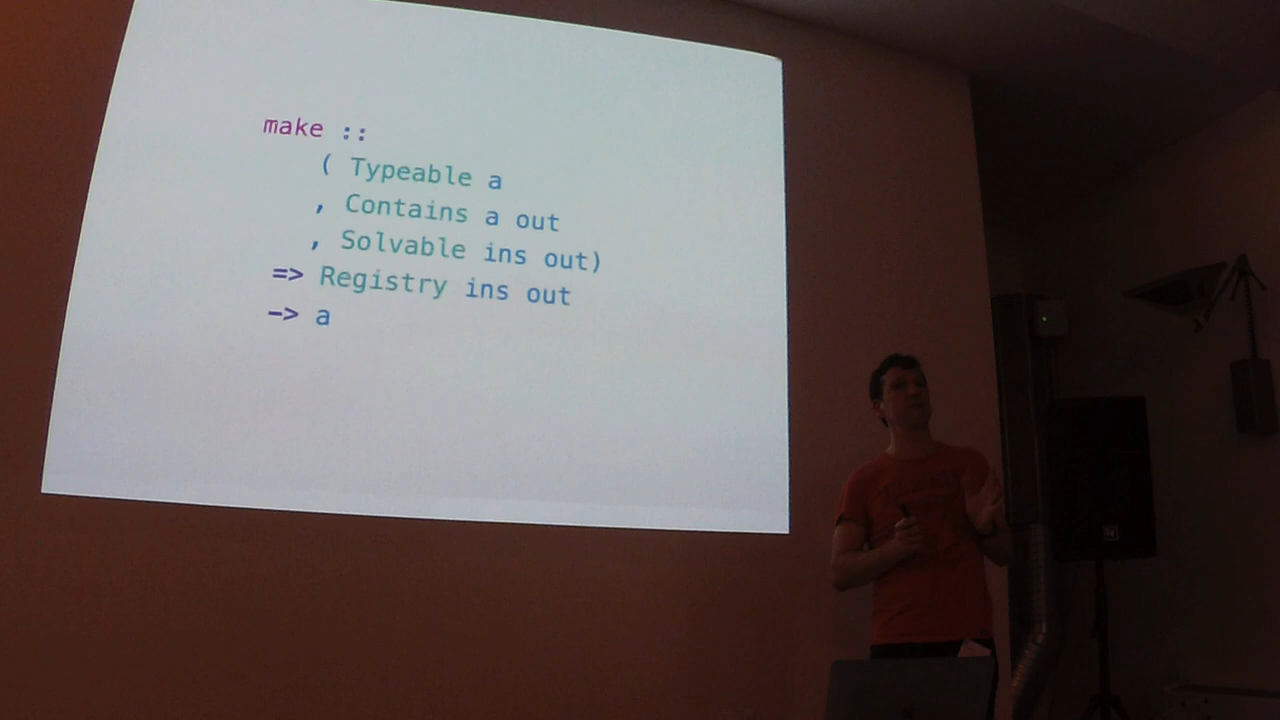 make ::
( Typeable a
, Contains a out
, Solvable ins out)
=> Registry ins out
-> a